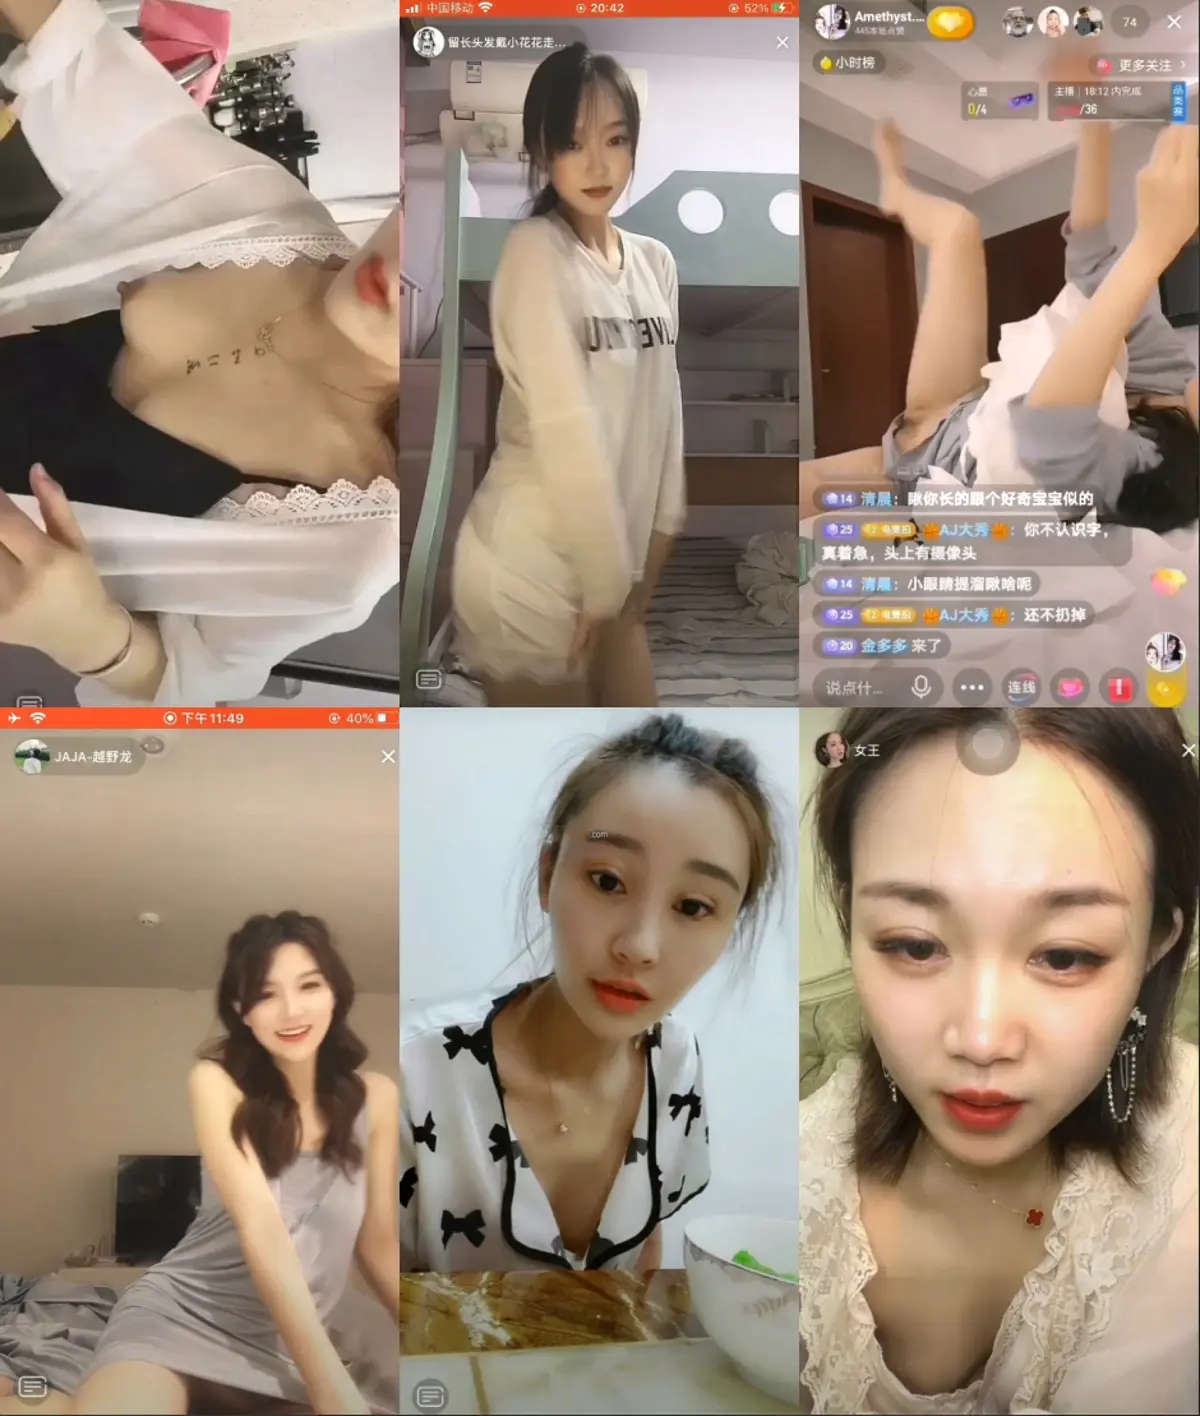 中国移动
20:42
52%
留长头发戴小花花走...
Amethyst....
445本场点赞
74
小时榜
更多关注
心愿
0/4
主播 | 18:12 内完成
/36
品类赛
14 清晨：瞅你长的跟个好奇宝宝似的
25 AJ大秀：你不认识字，
真着急，头上有摄像头
14 清晨：小眼睛提溜瞅啥呢
25 AJ大秀：还不扔掉
20 金多多 来了
说点什...
连线
下午11:49
40%
JAJA-越野龙
.com
女王